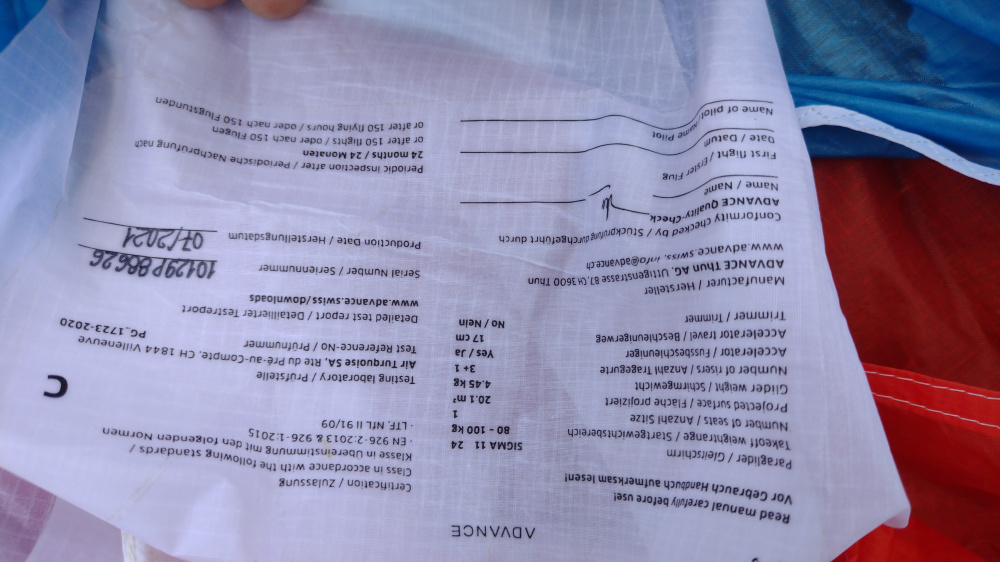 ADVANCE
Read manual carefully before use!
Vor Gebrauch Handbuch aufmerksam lesen!
Paraglider / Gleitschirm SIGMA 11 24
Takeoff weightrange / Startgewichtsbereich 80 - 100 kg
Number of seats / Anzahl Sitze 1
Projected surface / Fläche projiziert 20.1 m²
Glider weight / Schirmgewicht 4.45 kg
Number of risers / Anzahl Tragegurte 3+1
Accelerator / Fussbeschleuniger Yes / Ja
Accelerator travel / Beschleunigerweg 17 cm
Trimmer / Trimmer No / Nein
Manufacturer / Hersteller
ADVANCE Thun AG, Uttigenstrasse 87, CH 3600 Thun
www.advance.swiss, info@advance.ch
Conformity checked by / Stückprüfung durchgeführt durch
ADVANCE Quality-Check
Name / Name
First flight / Erster Flug
Date / Datum
Name of pilot / Name Pilot
Certification / Zulassung
Class in accordance with the following standards /
Klasse in Übereinstimmung mit den folgenden Normen
· EN 926-2:2013 & 926-1:2015
· LTF, NfL II 91/09
C
Testing laboratory / Prüfstelle
Air Turquoise SA, Rte du Pré-au-Compte, CH 1844 Villeneuve
Test Reference-No / Prüfnummer PG_1723-2020
Detailed test report / Detaillierter Testreport
www.advance.swiss/downloads
Serial Number / Seriennummer 10129P886626
Production Date / Herstellungsdatum 07/2021
Periodic inspection after / Periodische Nachprüfung nach
24 months / 24 Monaten
or after 150 flights / oder nach 150 Flügen
or after 150 flying hours / oder nach 150 Flugstunden